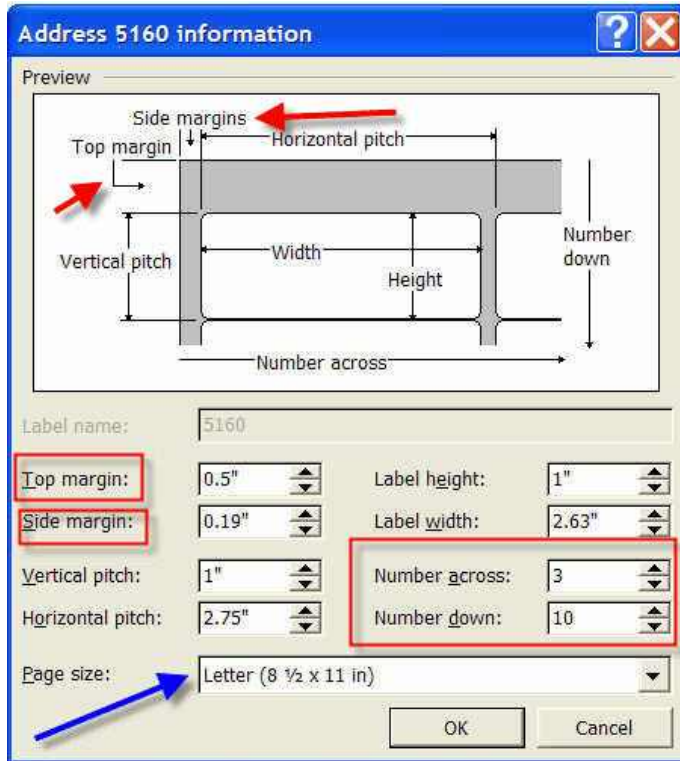 Address 5160 information
Preview
Side margins
Top margin
Horizontal pitch
Vertical pitch
Width
Height
Number down
Number across
Label name: 5160
Top margin: 0.5" Label height: 1"
Side margin: 0.19" Label width: 2.63"
Vertical pitch: 1" Number across: 3
Horizontal pitch: 2.75" Number down: 10
Page size: Letter (8 ½ x 11 in)
OK Cancel